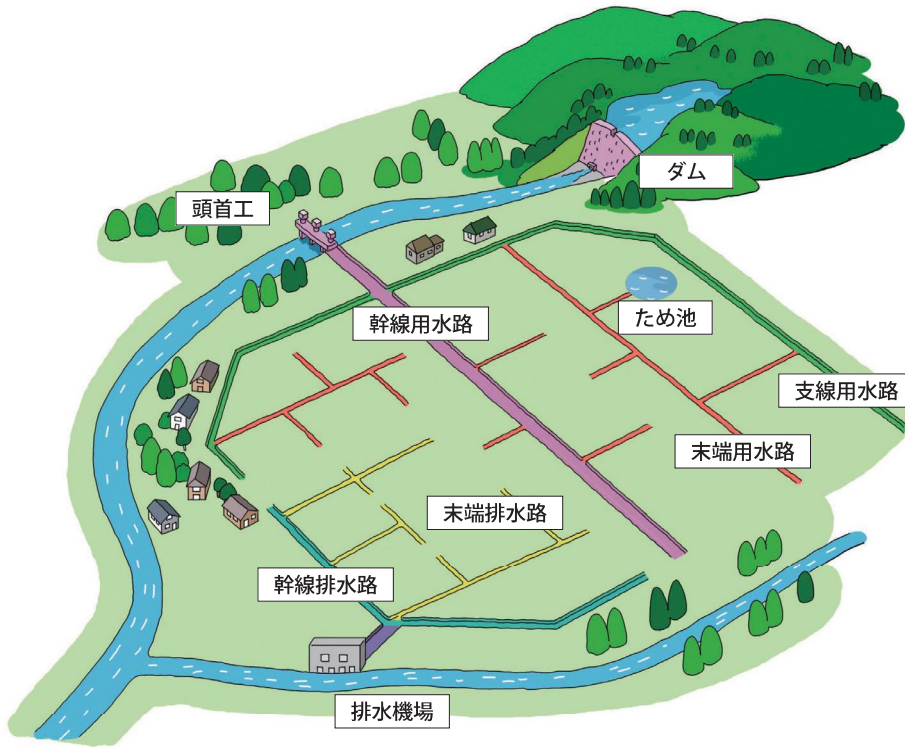 ダム
頭首工
幹線用水路
ため池
支線用水路
末端用水路
末端排水路
幹線排水路
排水機場